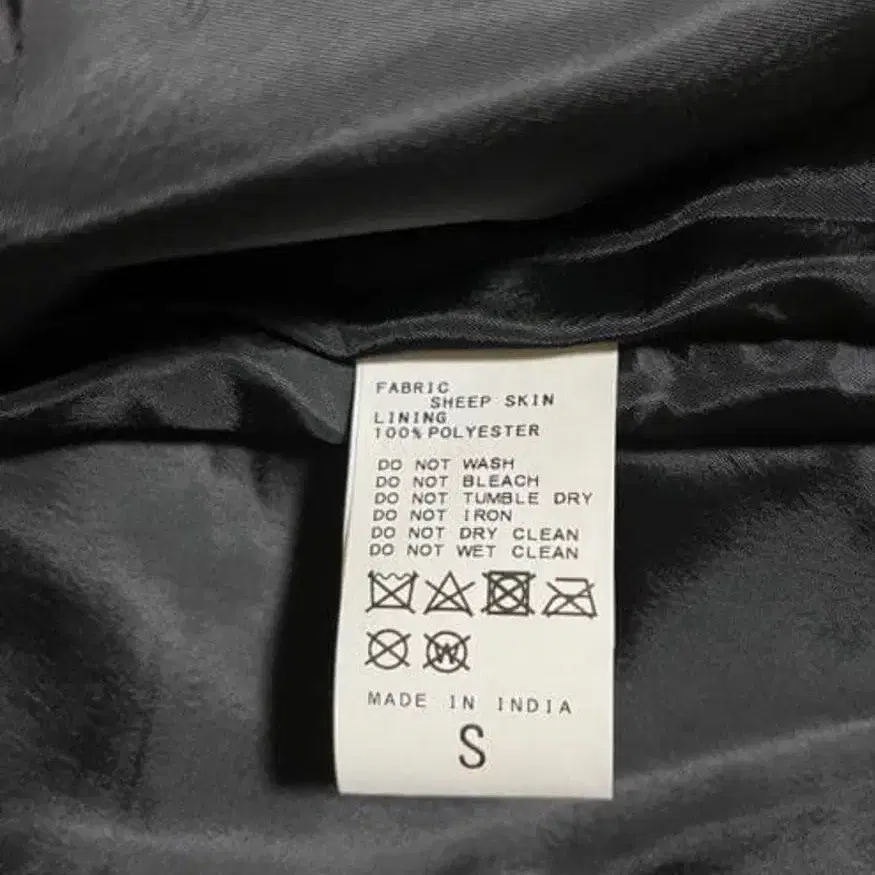 FABRIC
SHEEP SKIN
LINING
100% POLYESTER
DO NOT WASH
DO NOT BLEACH
DO NOT TUMBLE DRY
DO NOT IRON
DO NOT DRY CLEAN
DO NOT WET CLEAN
W
MADE IN INDIA
S